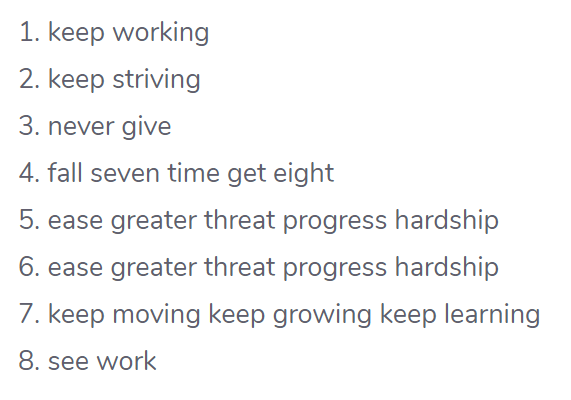 1. keep working
2. keep striving
3. never give
4. fall seven time get eight
5. ease greater threat progress hardship
6. ease greater threat progress hardship
7. keep moving keep growing keep learning
8. see work